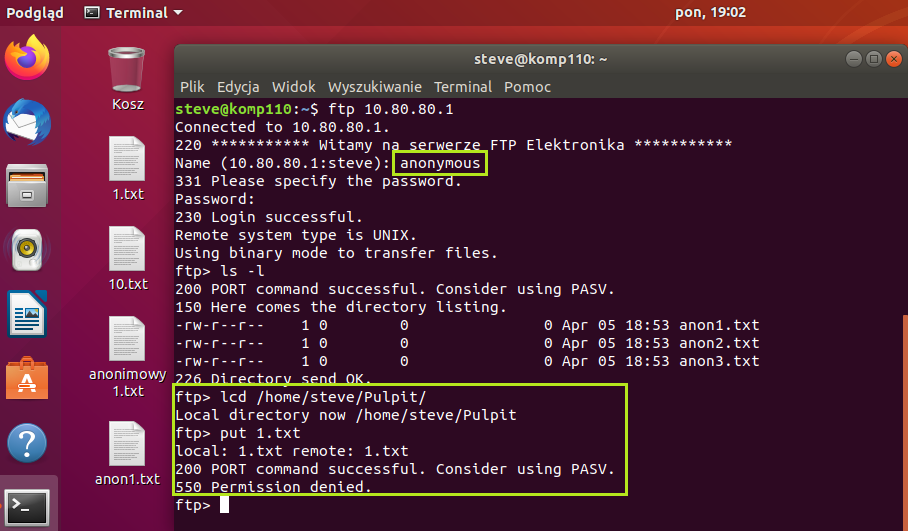 Podgląd
Terminal
pon, 19:02
Kosz
1.txt
10.txt
anonimowy
1.txt
anon1.txt
steve@komp110: ~
Plik Edycja Widok Wyszukiwanie Terminal Pomoc
steve@komp110:~$ ftp 10.80.80.1
Connected to 10.80.80.1.
220 *********** Witamy na serwerze FTP Elektronika ***********
Name (10.80.80.1:steve): anonymous
331 Please specify the password.
Password:
230 Login successful.
Remote system type is UNIX.
Using binary mode to transfer files.
ftp> ls -l
200 PORT command successful. Consider using PASV.
150 Here comes the directory listing.
-rw-r--r--    1 0        0               0 Apr 05 18:53 anon1.txt
-rw-r--r--    1 0        0               0 Apr 05 18:53 anon2.txt
-rw-r--r--    1 0        0               0 Apr 05 18:53 anon3.txt
226 Directory send OK.
ftp> lcd /home/steve/Pulpit/
Local directory now /home/steve/Pulpit
ftp> put 1.txt
local: 1.txt remote: 1.txt
200 PORT command successful. Consider using PASV.
550 Permission denied.
ftp>